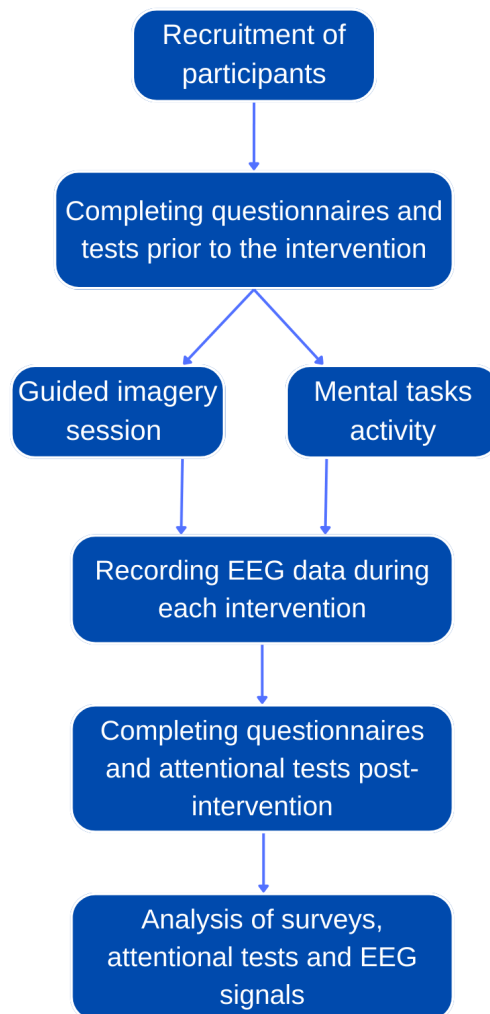 Recruitment of
participants
Completing questionnaires and
tests prior to the intervention
Guided imagery
session
Mental tasks
activity
Recording EEG data during
each intervention
Completing questionnaires
and attentional tests post-
intervention
Analysis of surveys,
attentional tests and EEG
signals